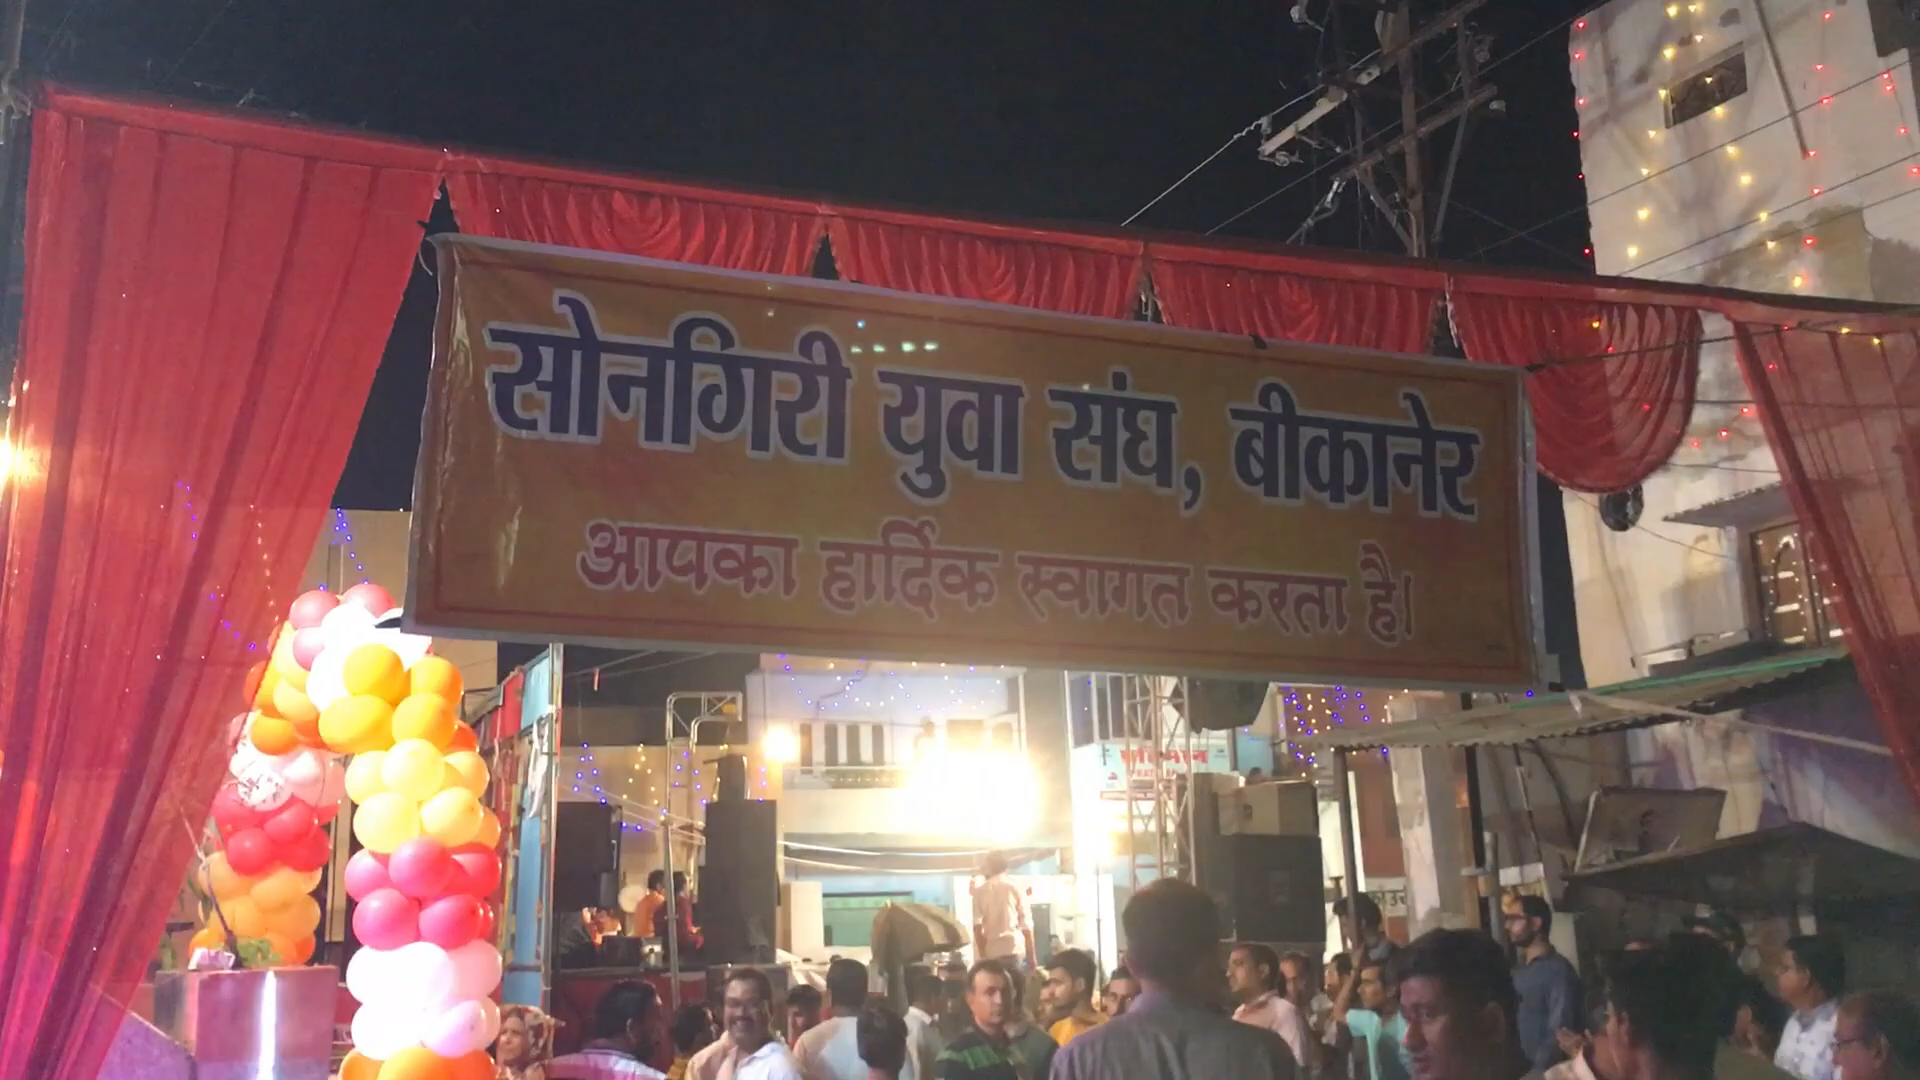 सोनगिरी युवा संघ, बीकानेर
आपका हार्दिक स्वागत करता है।